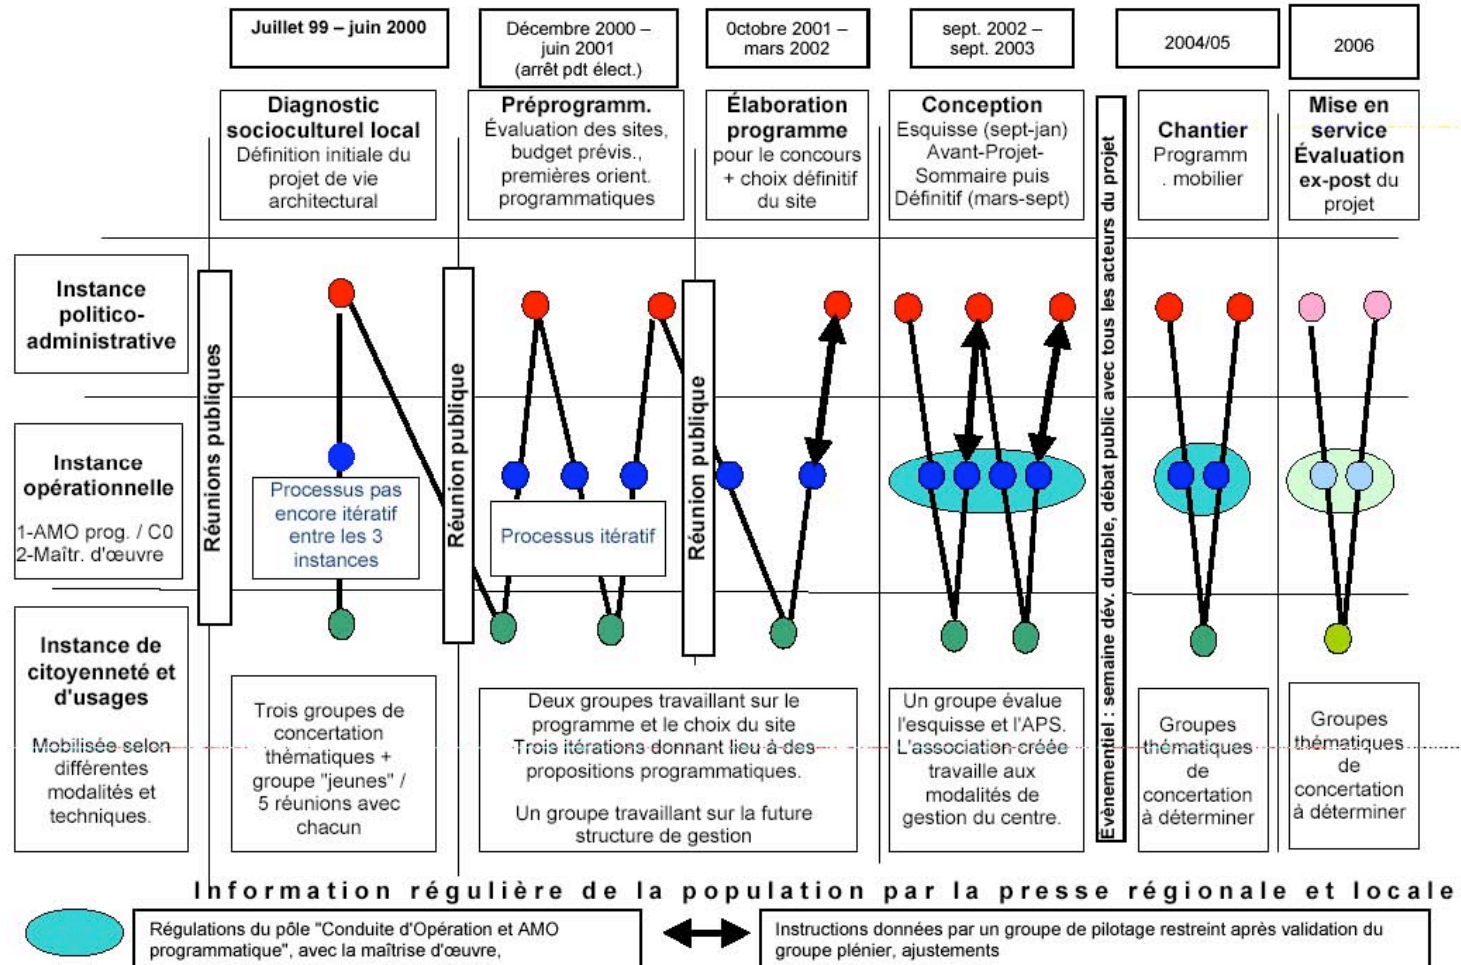 Juillet 99 – juin 2000
Décembre 2000 –
juin 2001
(arrêt pdt élect.)
Octobre 2001 –
mars 2002
sept. 2002 –
sept. 2003
2004/05
2006
Diagnostic
socioculturel local
Définition initiale du
projet de vie
architectural
Préprogramm.
Évaluation des sites,
budget prévis.,
premières orient.
programmatiques
Élaboration
programme
pour le concours
+ choix définitif
du site
Conception
Esquisse (sept-jan)
Avant-Projet-
Sommaire puis
Définitif (mars-sept)
Chantier
Programm
. mobilier
Mise en
service
Évaluation
ex-post du
projet
Instance
politico-
administrative
Instance
opérationnelle
1-AMO prog. / C0
2-Maîtr. d'œuvre
Instance de
citoyenneté et
d'usages
Mobilisée selon
différentes
modalités et
techniques.
Réunions publiques
Réunion publique
Réunion publique
Évènementiel : semaine dév. durable, débat public avec tous les acteurs du projet
Processus pas
encore itératif
entre les 3
instances
Processus itératif
Trois groupes de
concertation
thèmatiques +
groupe "jeunes" /
5 réunions avec
chacun
Deux groupes travaillant sur le
programme et le choix du site
Trois itérations donnant lieu à des
propositions programmatiques.
Un groupe travaillant sur la future
structure de gestion
Un groupe évalue
l'esquisse et l'APS.
L'association créée
travaille aux
modalités de
gestion du centre.
Groupes
thématiques
de
concertation
à déterminer
Groupes
thématiques
de
concertation
à déterminer
Information régulière de la population par la presse régionale et locale
Régulations du pôle "Conduite d'Opération et AMO
programmatique", avec la maîtrise d'œuvre,
Instructions données par un groupe de pilotage restreint après validation du
groupe plénier, ajustements